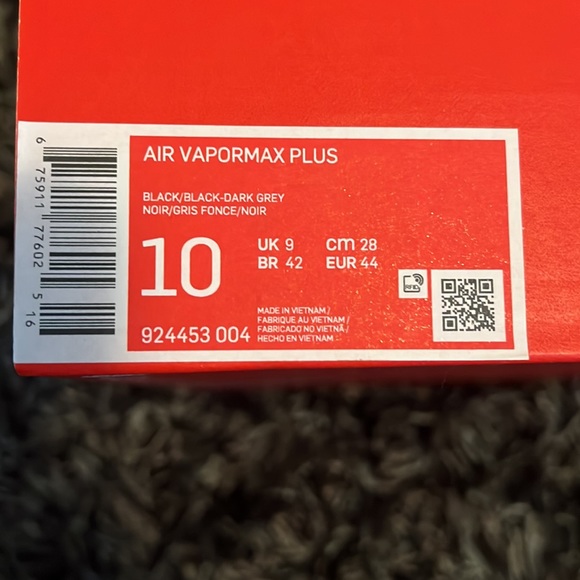 AIR VAPORMAX PLUS
BLACK/BLACK-DARK GREY
NOIR/GRIS FONCE/NOIR
10
UK 9 cm 28
BR 42 EUR 44
RFID
924453 004
MADE IN VIETNAM /
FABRIQUE AU VIETNAM /
FABRICADO NO VIETNÃ /
HECHO EN VIETNAM
6 75911 77602 5 16